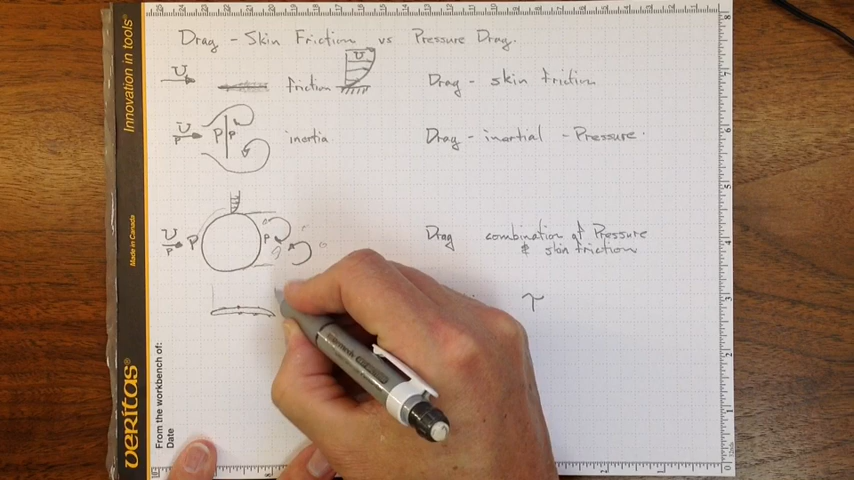 Drag - Skin Friction vs Pressure Drag.
U friction U Drag - skin friction
U P P P inertia Drag - inertial - Pressure.
U P P P Drag combination of Pressure
& skin friction
τ
Innovation in tools®
Made in Canada
veritas®
From the workbench of:
Date